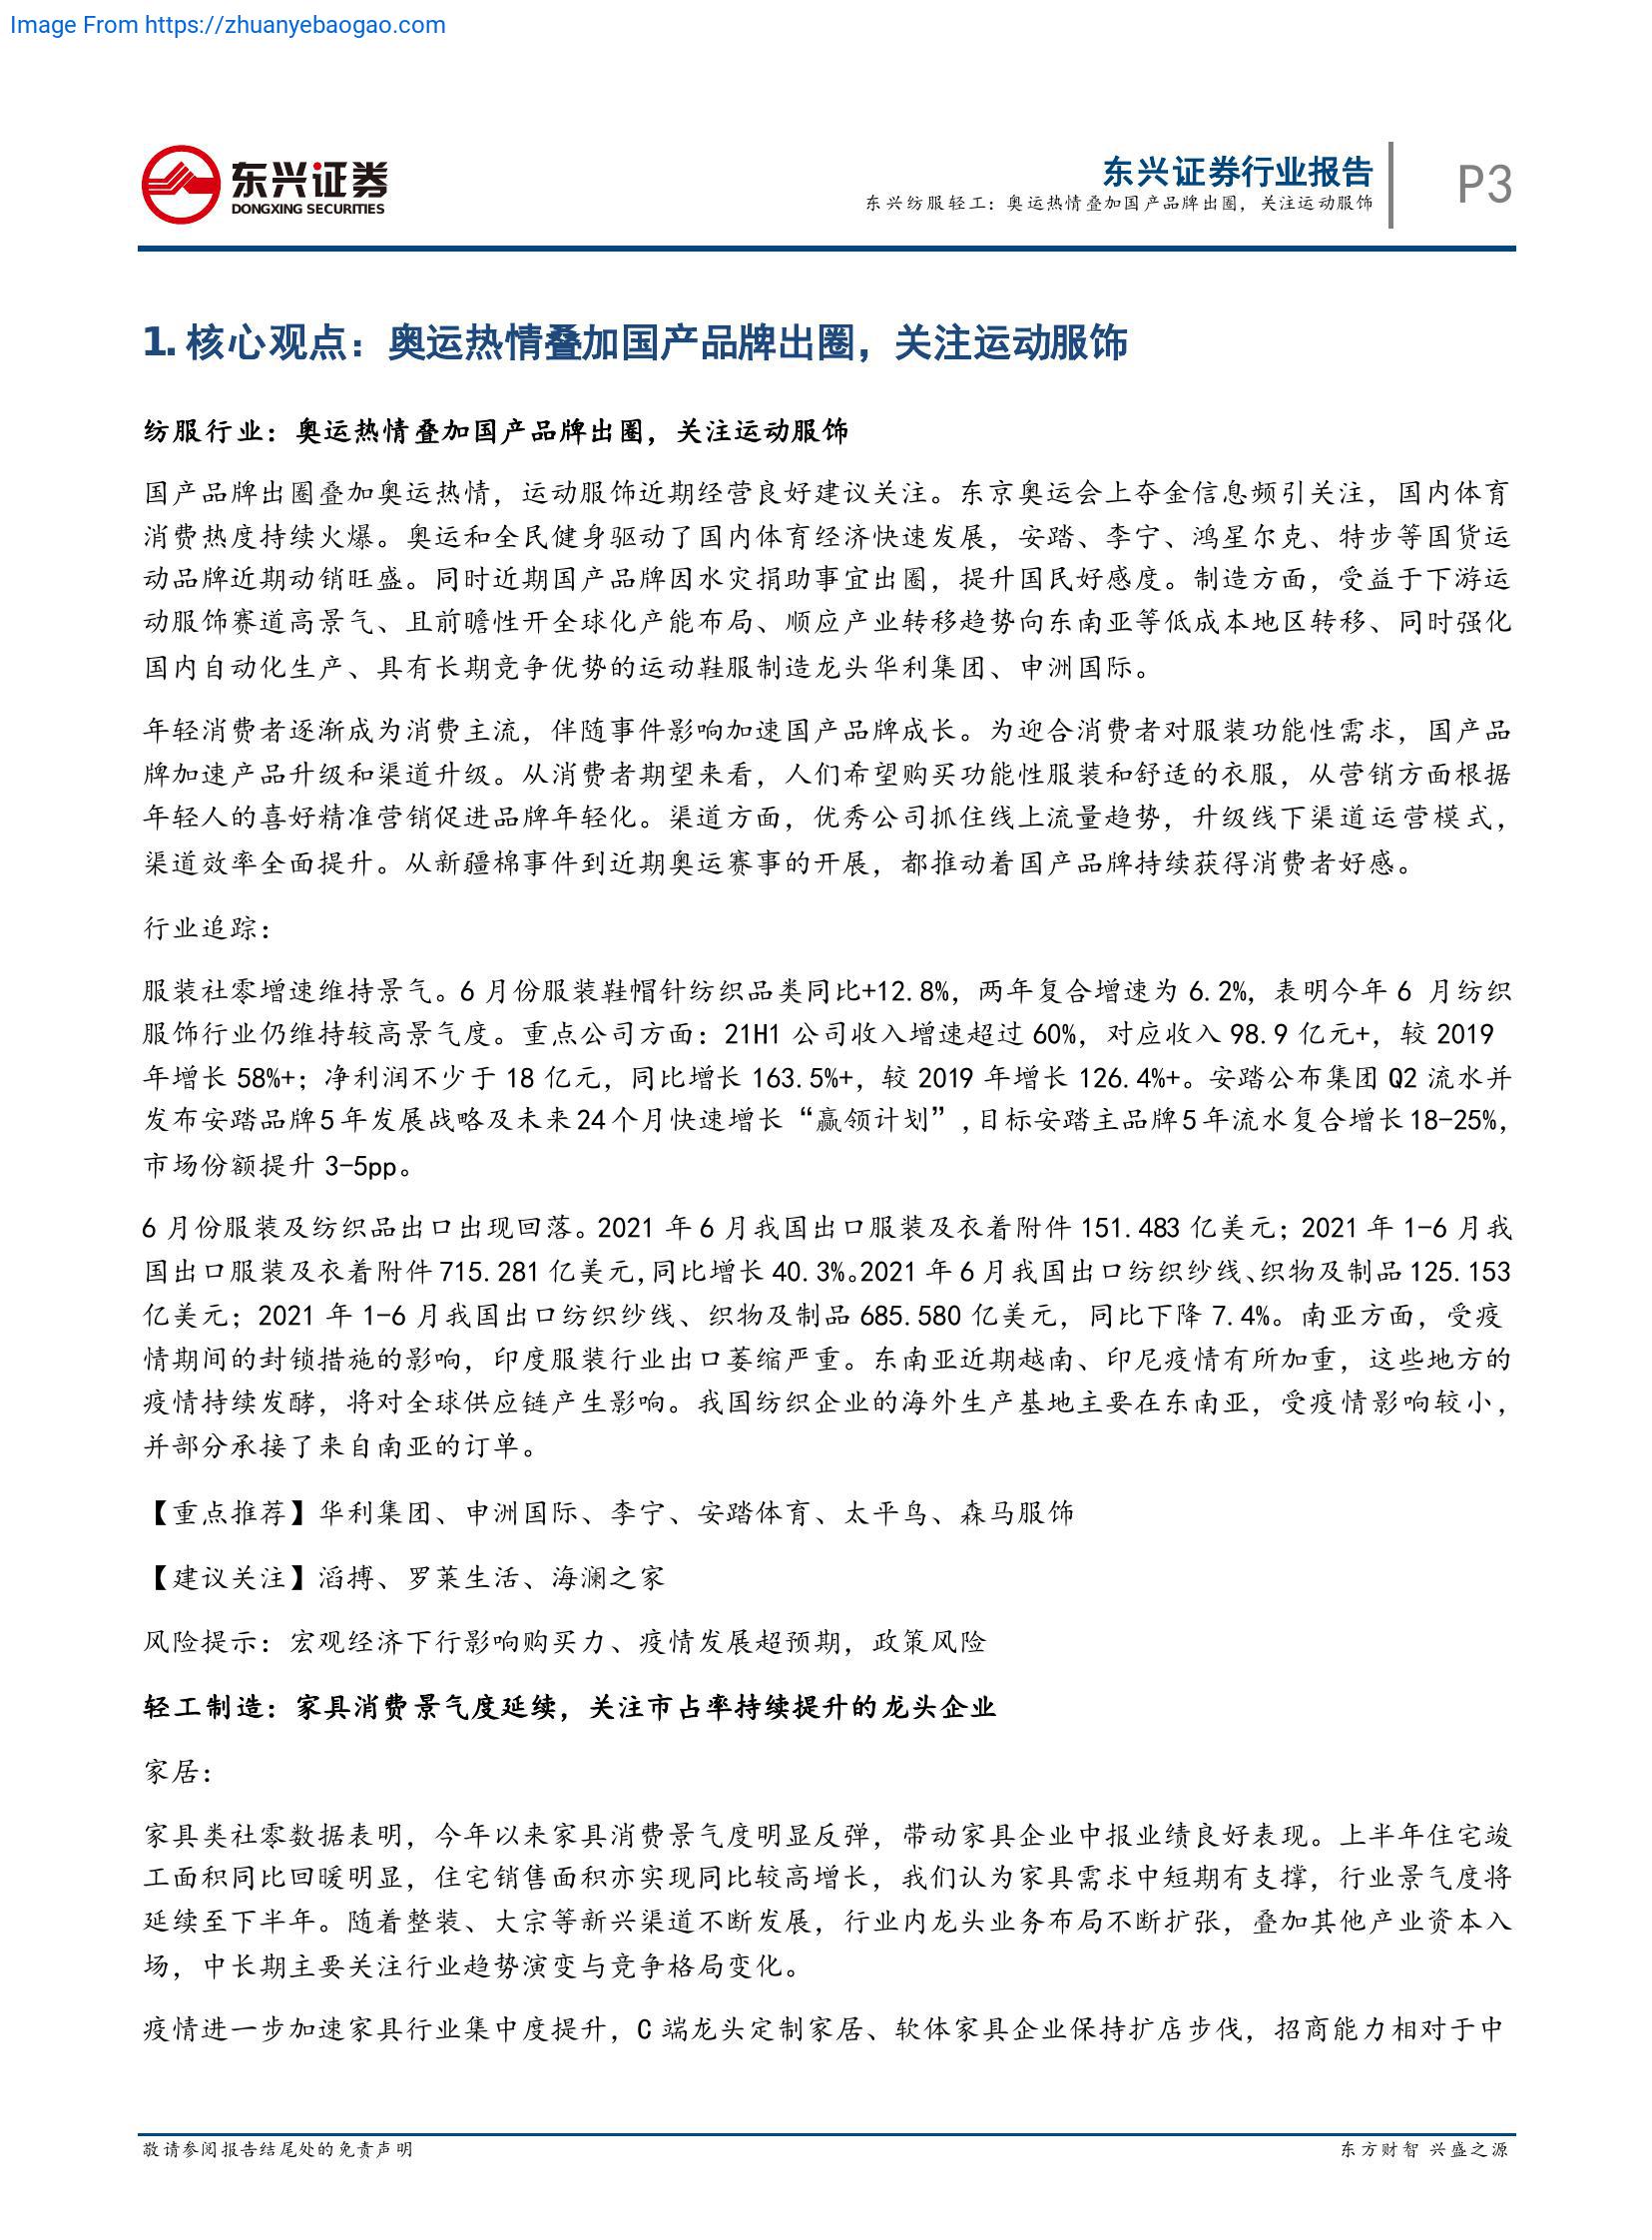 Image From https://zhuanyebaogao.com
东兴证券
DONGXING SECURITIES
东兴证券行业报告
东兴纺服轻工：奥运热情叠加国产品牌出圈，关注运动服饰
P3
1. 核心观点：奥运热情叠加国产品牌出圈，关注运动服饰
纺服行业：奥运热情叠加国产品牌出圈，关注运动服饰
国产品牌出圈叠加奥运热情，运动服饰近期经营良好建议关注。东京奥运会上夺金信息频引关注，国内体育
消费热度持续火爆。奥运和全民健身驱动了国内体育经济快速发展，安踏、李宁、鸿星尔克、特步等国货运
动品牌近期动销旺盛。同时近期国产品牌因水灾捐助事宜出圈，提升国民好感度。制造方面，受益于下游运
动服饰赛道高景气、且前瞻性开全球化产能布局、顺应产业转移趋势向东南亚等低成本地区转移、同时强化
国内自动化生产、具有长期竞争优势的运动鞋服制造龙头华利集团、申洲国际。
年轻消费者逐渐成为消费主流，伴随事件影响加速国产品牌成长。为迎合消费者对服装功能性需求，国产品
牌加速产品升级和渠道升级。从消费者期望来看，人们希望购买功能性服装和舒适的衣服，从营销方面根据
年轻人的喜好精准营销促进品牌年轻化。渠道方面，优秀公司抓住线上流量趋势，升级线下渠道运营模式，
渠道效率全面提升。从新疆棉事件到近期奥运赛事的开展，都推动着国产品牌持续获得消费者好感。
行业追踪：
服装社零增速维持景气。6 月份服装鞋帽针纺织品类同比+12.8%，两年复合增速为 6.2%，表明今年 6 月纺织
服饰行业仍维持较高景气度。重点公司方面：21H1 公司收入增速超过 60%，对应收入 98.9 亿元+，较 2019
年增长 58%+；净利润不少于 18 亿元，同比增长 163.5%+，较 2019 年增长 126.4%+。安踏公布集团 Q2 流水并
发布安踏品牌 5 年发展战略及未来 24 个月快速增长“赢领计划”,目标安踏主品牌 5 年流水复合增长 18-25%，
市场份额提升 3-5pp。
6 月份服装及纺织品出口出现回落。2021 年 6 月我国出口服装及衣着附件 151.483 亿美元；2021 年 1-6 月我
国出口服装及衣着附件 715.281 亿美元,同比增长 40.3%。2021 年 6 月我国出口纺织纱线、织物及制品 125.153
亿美元；2021 年 1-6 月我国出口纺织纱线、织物及制品 685.580 亿美元，同比下降 7.4%。南亚方面，受疫
情期间的封锁措施的影响，印度服装行业出口萎缩严重。东南亚近期越南、印尼疫情有所加重，这些地方的
疫情持续发酵，将对全球供应链产生影响。我国纺织企业的海外生产基地主要在东南亚，受疫情影响较小，
并部分承接了来自南亚的订单。
【重点推荐】华利集团、申洲国际、李宁、安踏体育、太平鸟、森马服饰
【建议关注】滔搏、罗莱生活、海澜之家
风险提示：宏观经济下行影响购买力、疫情发展超预期，政策风险
轻工制造：家具消费景气度延续，关注市占率持续提升的龙头企业
家居：
家具类社零数据表明，今年以来家具消费景气度明显反弹，带动家具企业中报业绩良好表现。上半年住宅竣
工面积同比回暖明显，住宅销售面积亦实现同比较高增长，我们认为家具需求中短期有支撑，行业景气度将
延续至下半年。随着整装、大宗等新兴渠道不断发展，行业内龙头业务布局不断扩张，叠加其他产业资本入
场，中长期主要关注行业趋势演变与竞争格局变化。
疫情进一步加速家具行业集中度提升，C 端龙头定制家居、软体家具企业保持扩店步伐，招商能力相对于中
敬请参阅报告结尾处的免责声明
东方财智 兴盛之源